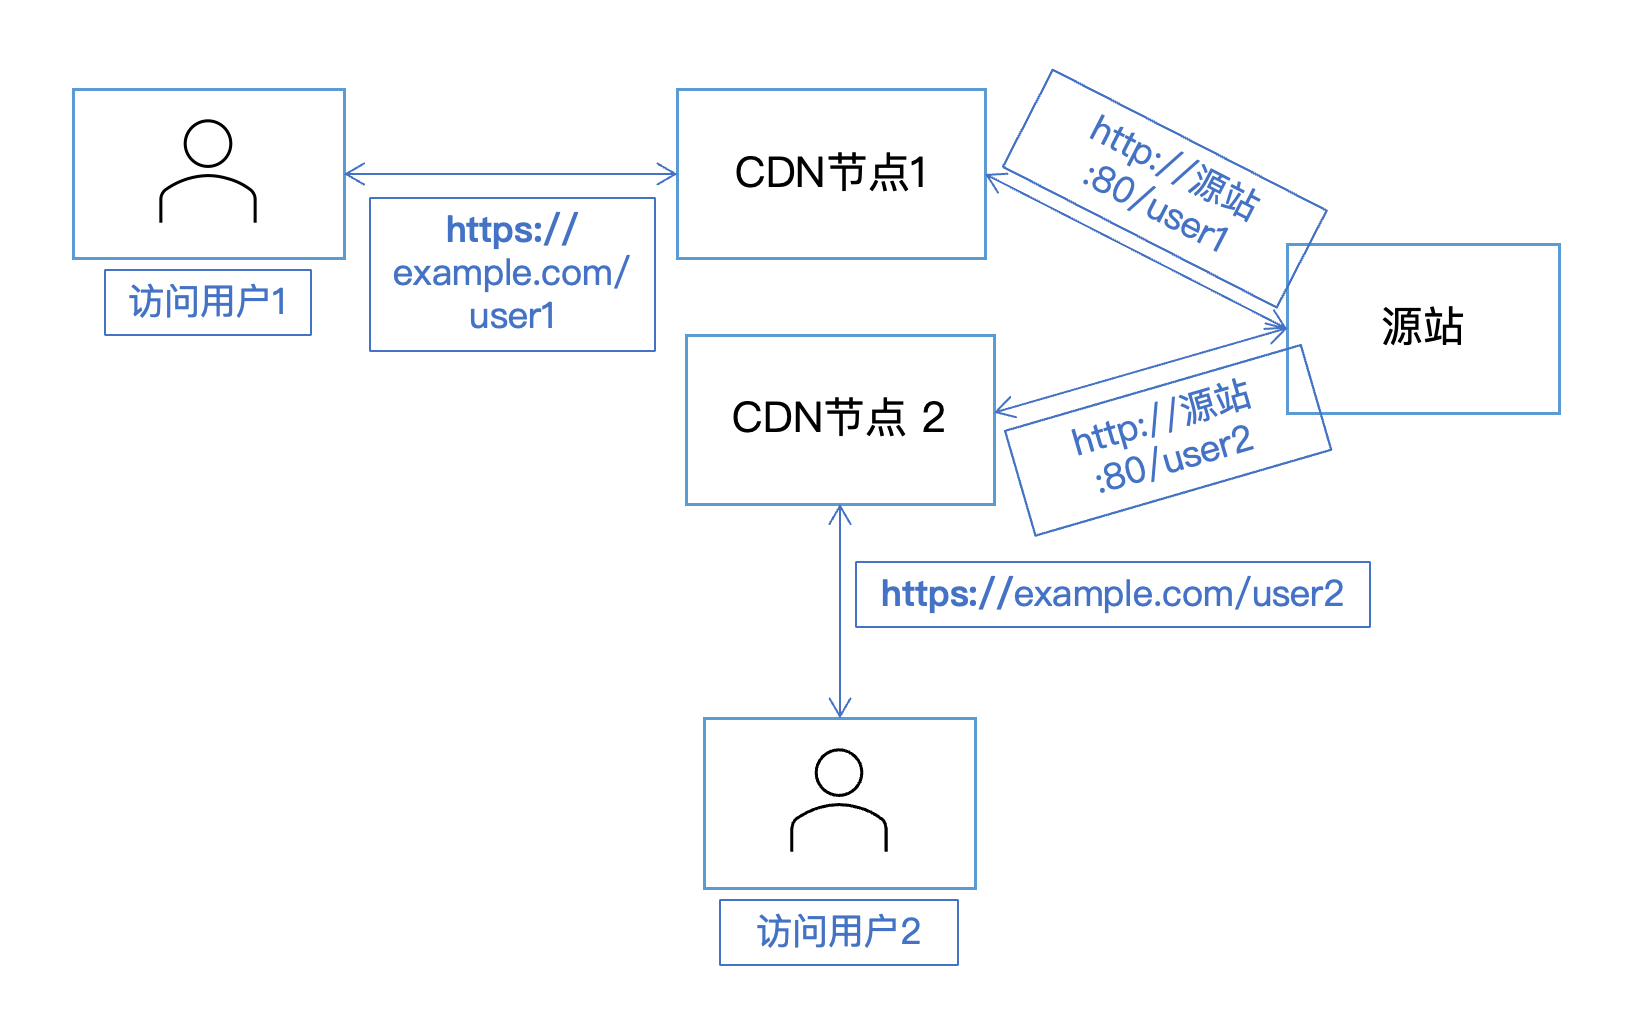 CDN节点1
http://源站
:80/user1
https://
example.com/
user1
访问用户1
源站
CDN节点 2
http://源站
:80/user2
https://example.com/user2
访问用户2